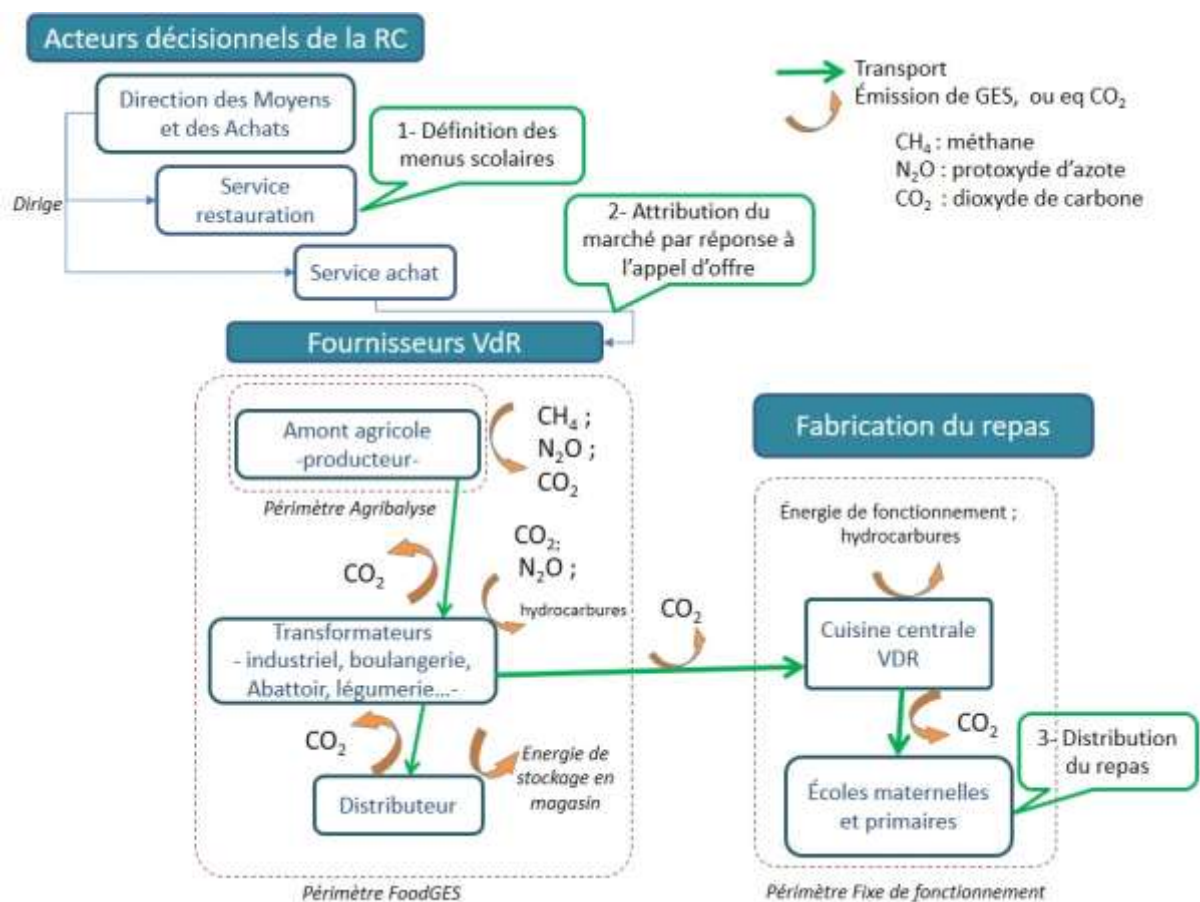 Acteurs décisionnels de la RC
Direction des Moyens
et des Achats
Dirige
Service
restauration
Service achat
1- Définition des
menus scolaires
2- Attribution du
marché par réponse à
l'appel d'offre
Transport
Émission de GES, ou eq CO₂
CH₄ : méthane
N₂O : protoxyde d'azote
CO₂ : dioxyde de carbone
Fournisseurs VdR
Amont agricole
-producteur-
CH₄ ;
N₂O ;
CO₂
Périmètre Agribalyse
CO₂
CO₂;
N₂O ;
hydrocarbures
Transformateurs
- industriel, boulangerie,
Abattoir, légumerie...-
CO₂
Energie de
stockage en
magasin
Distributeur
Périmètre FoodGES
CO₂
Fabrication du repas
Énergie de fonctionnement ;
hydrocarbures
Cuisine centrale
VDR
CO₂
3- Distribution
du repas
Écoles maternelles
et primaires
Périmètre Fixe de fonctionnement